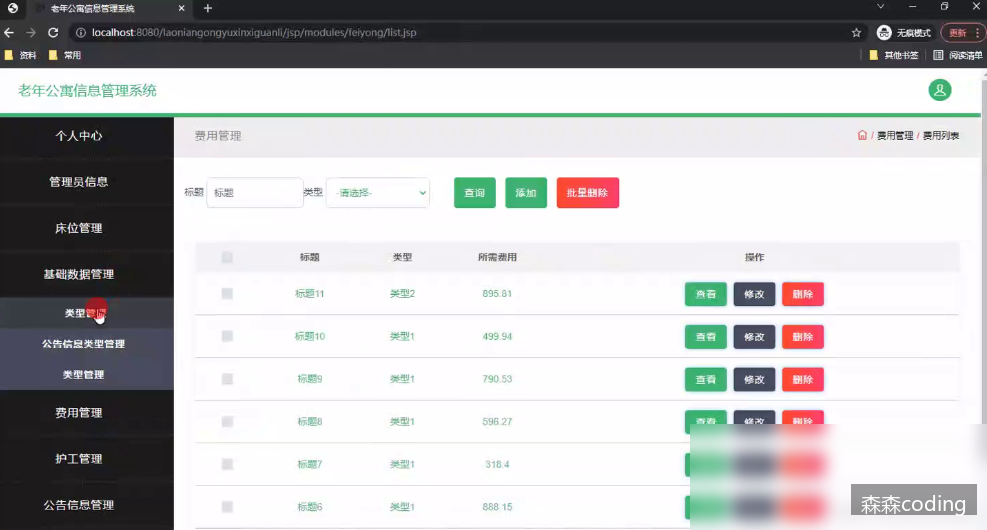 老年公寓信息管理系统
localhost:8080/laoniangongyuxinxiguanli/jsp/modules/feiyong/list.jsp
无痕模式
更新
资料
常用
其他书签
阅读清单
老年公寓信息管理系统
个人中心
管理员信息
床位管理
基础数据管理
类型管理
公告信息类型管理
类型管理
费用管理
护工管理
公告信息管理
费用管理
/ 费用管理 / 费用列表
标题 标题 类型 -请选择- 查询 添加 批量删除
标题 类型 所需费用 操作
标题11 类型2 895.81 查看 修改 删除
标题10 类型1 499.94 查看 修改 删除
标题9 类型1 790.53 查看 修改 删除
标题8 类型1 596.27 查看 修改 删除
标题7 类型1 318.4
标题6 类型1 888.15
森森coding